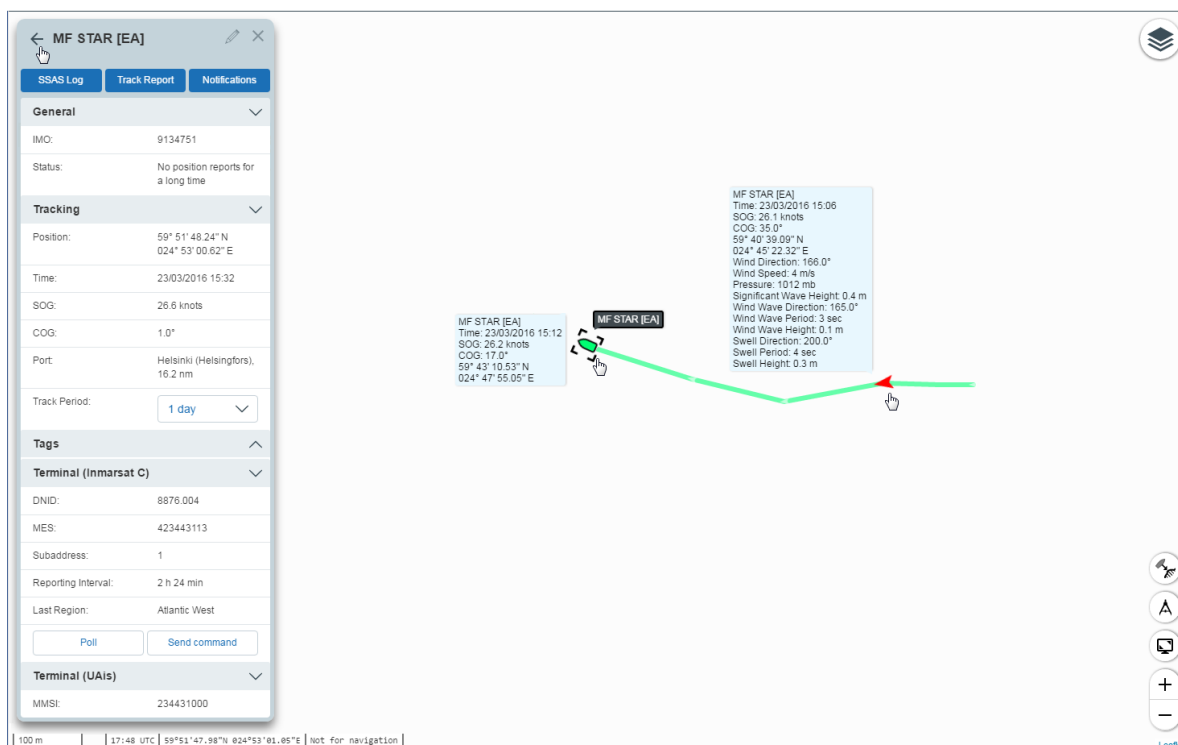 MF STAR [EA]
SSAS Log Track Report Notifications
General
IMO: 9134751
Status: No position reports for
a long time
Tracking
Position: 59° 51' 48.24" N
024° 53' 00.62" E
Time: 23/03/2016 15:32
SOG: 26.6 knots
COG: 1.0°
Port: Helsinki (Helsingfors),
16.2 nm
Track Period: 1 day
Tags
Terminal (Inmarsat C)
DNID: 8876.004
MES: 423443113
Subaddress: 1
Reporting Interval: 2 h 24 min
Last Region: Atlantic West
Poll Send command
Terminal (UAis)
MMSI: 234431000
MF STAR [EA]
Time: 23/03/2016 15:12
SOG: 26.2 knots
COG: 17.0°
59° 43' 10.53" N
024° 47' 55.05" E
MF STAR [EA]
MF STAR [EA]
Time: 23/03/2016 15:06
SOG: 26.1 knots
COG: 35.0°
59° 40' 39.09" N
024° 45' 22.32" E
Wind Direction: 166.0°
Wind Speed: 4 m/s
Pressure: 1012 mb
Significant Wave Height: 0.4 m
Wind Wave Direction: 165.0°
Wind Wave Period: 3 sec
Wind Wave Height: 0.1 m
Swell Direction: 200.0°
Swell Period: 4 sec
Swell Height: 0.3 m
100 m 17:48 UTC 59°51'47.98"N 024°53'01.05"E Not for navigation